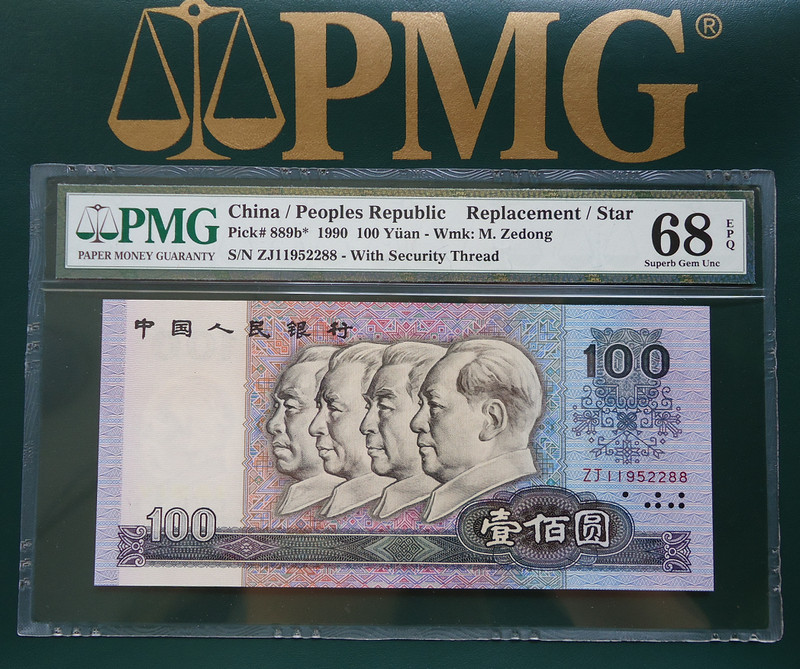 PMG®
PMG
PAPER MONEY GUARANTY
China / Peoples Republic Replacement / Star
Pick# 889b* 1990 100 Yüan - Wmk: M. Zedong
S/N ZJ11952288 - With Security Thread
68
EPQ
Superb Gem Unc
中国人民银行
100
ZJ11952288
100
壹佰圆